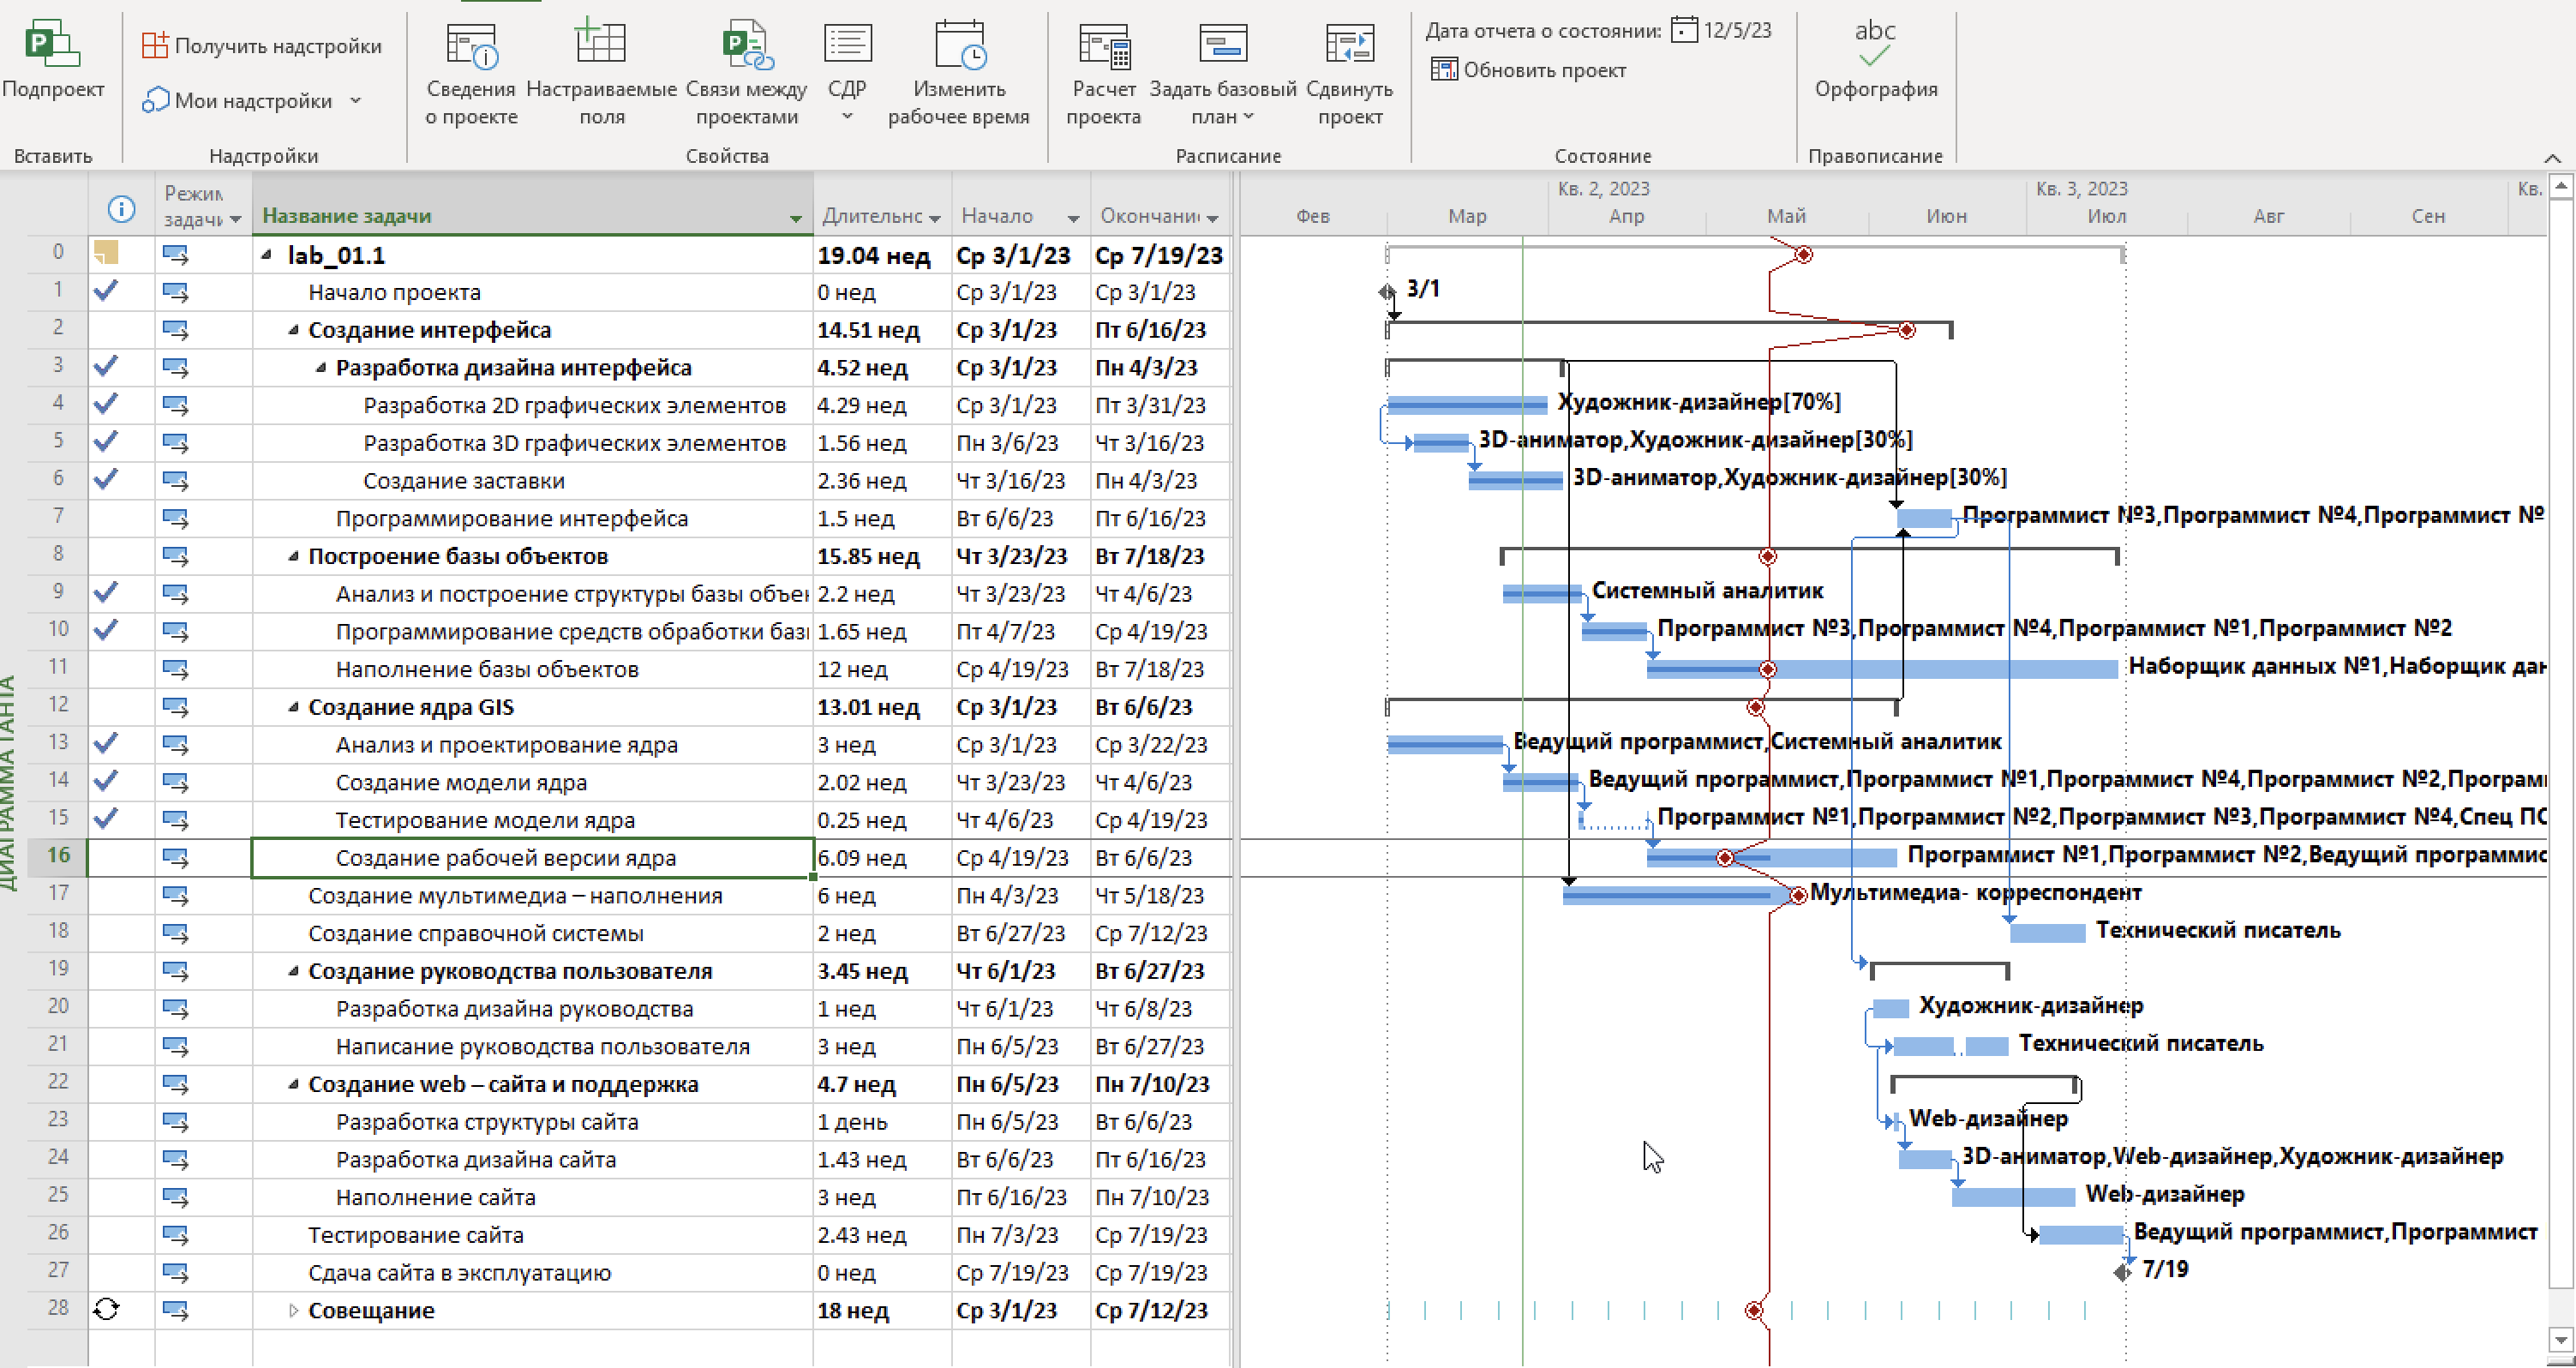 Подпроект
Вставить
Получить надстройки
Мои надстройки
Надстройки
Сведения о проекте
Настраиваемые поля
Связи между проектами
СДР
Изменить рабочее время
Свойства
Расчет проекта
Задать базовый план
Сдвинуть проект
Расписание
Дата отчета о состоянии: 12/5/23
Обновить проект
Состояние
abc
Орфография
Правописание
Режим задачи Название задачи Длительнс Начало Окончани
Кв. 2, 2023 Кв. 3, 2023 Кв.
Фев Мар Апр Май Июн Июл Авг Сен
ДИАГРАММА ГАНТА
0 lab_01.1 19.04 нед Ср 3/1/23 Ср 7/19/23
1 Начало проекта 0 нед Ср 3/1/23 Ср 3/1/23 3/1
2 Создание интерфейса 14.51 нед Ср 3/1/23 Пт 6/16/23
3 Разработка дизайна интерфейса 4.52 нед Ср 3/1/23 Пн 4/3/23
4 Разработка 2D графических элементов 4.29 нед Ср 3/1/23 Пт 3/31/23 Художник-дизайнер[70%]
5 Разработка 3D графических элементов 1.56 нед Пн 3/6/23 Чт 3/16/23 3D-аниматор,Художник-дизайнер[30%]
6 Создание заставки 2.36 нед Чт 3/16/23 Пн 4/3/23 3D-аниматор,Художник-дизайнер[30%]
7 Программирование интерфейса 1.5 нед Вт 6/6/23 Пт 6/16/23 Программист №3,Программист №4,Программист №
8 Построение базы объектов 15.85 нед Чт 3/23/23 Вт 7/18/23
9 Анализ и построение структуры базы объе 2.2 нед Чт 3/23/23 Чт 4/6/23 Системный аналитик
10 Программирование средств обработки баз 1.65 нед Пт 4/7/23 Ср 4/19/23 Программист №3,Программист №4,Программист №1,Программист №2
11 Наполнение базы объектов 12 нед Ср 4/19/23 Вт 7/18/23 Наборщик данных №1,Наборщик дан
12 Создание ядра GIS 13.01 нед Ср 3/1/23 Вт 6/6/23
13 Анализ и проектирование ядра 3 нед Ср 3/1/23 Ср 3/22/23 Ведущий программист,Системный аналитик
14 Создание модели ядра 2.02 нед Чт 3/23/23 Чт 4/6/23 Ведущий программист,Программист №1,Программист №4,Программист №2,Програм
15 Тестирование модели ядра 0.25 нед Чт 4/6/23 Ср 4/19/23 Программист №1,Программист №2,Программист №3,Программист №4,Спец ПО
16 Создание рабочей версии ядра 6.09 нед Ср 4/19/23 Вт 6/6/23 Программист №1,Программист №2,Ведущий программис
17 Создание мультимедиа – наполнения 6 нед Пн 4/3/23 Чт 5/18/23 Мультимедиа- корреспондент
18 Создание справочной системы 2 нед Вт 6/27/23 Ср 7/12/23 Технический писатель
19 Создание руководства пользователя 3.45 нед Чт 6/1/23 Вт 6/27/23
20 Разработка дизайна руководства 1 нед Чт 6/1/23 Чт 6/8/23 Художник-дизайнер
21 Написание руководства пользователя 3 нед Пн 6/5/23 Вт 6/27/23 Технический писатель
22 Создание web – сайта и поддержка 4.7 нед Пн 6/5/23 Пн 7/10/23
23 Разработка структуры сайта 1 день Пн 6/5/23 Вт 6/6/23 Web-дизайнер
24 Разработка дизайна сайта 1.43 нед Вт 6/6/23 Пт 6/16/23 3D-аниматор,Web-дизайнер,Художник-дизайнер
25 Наполнение сайта 3 нед Пт 6/16/23 Пн 7/10/23 Web-дизайнер
26 Тестирование сайта 2.43 нед Пн 7/3/23 Ср 7/19/23 Ведущий программист,Программист
27 Сдача сайта в эксплуатацию 0 нед Ср 7/19/23 Ср 7/19/23 7/19
28 Совещание 18 нед Ср 3/1/23 Ср 7/12/23